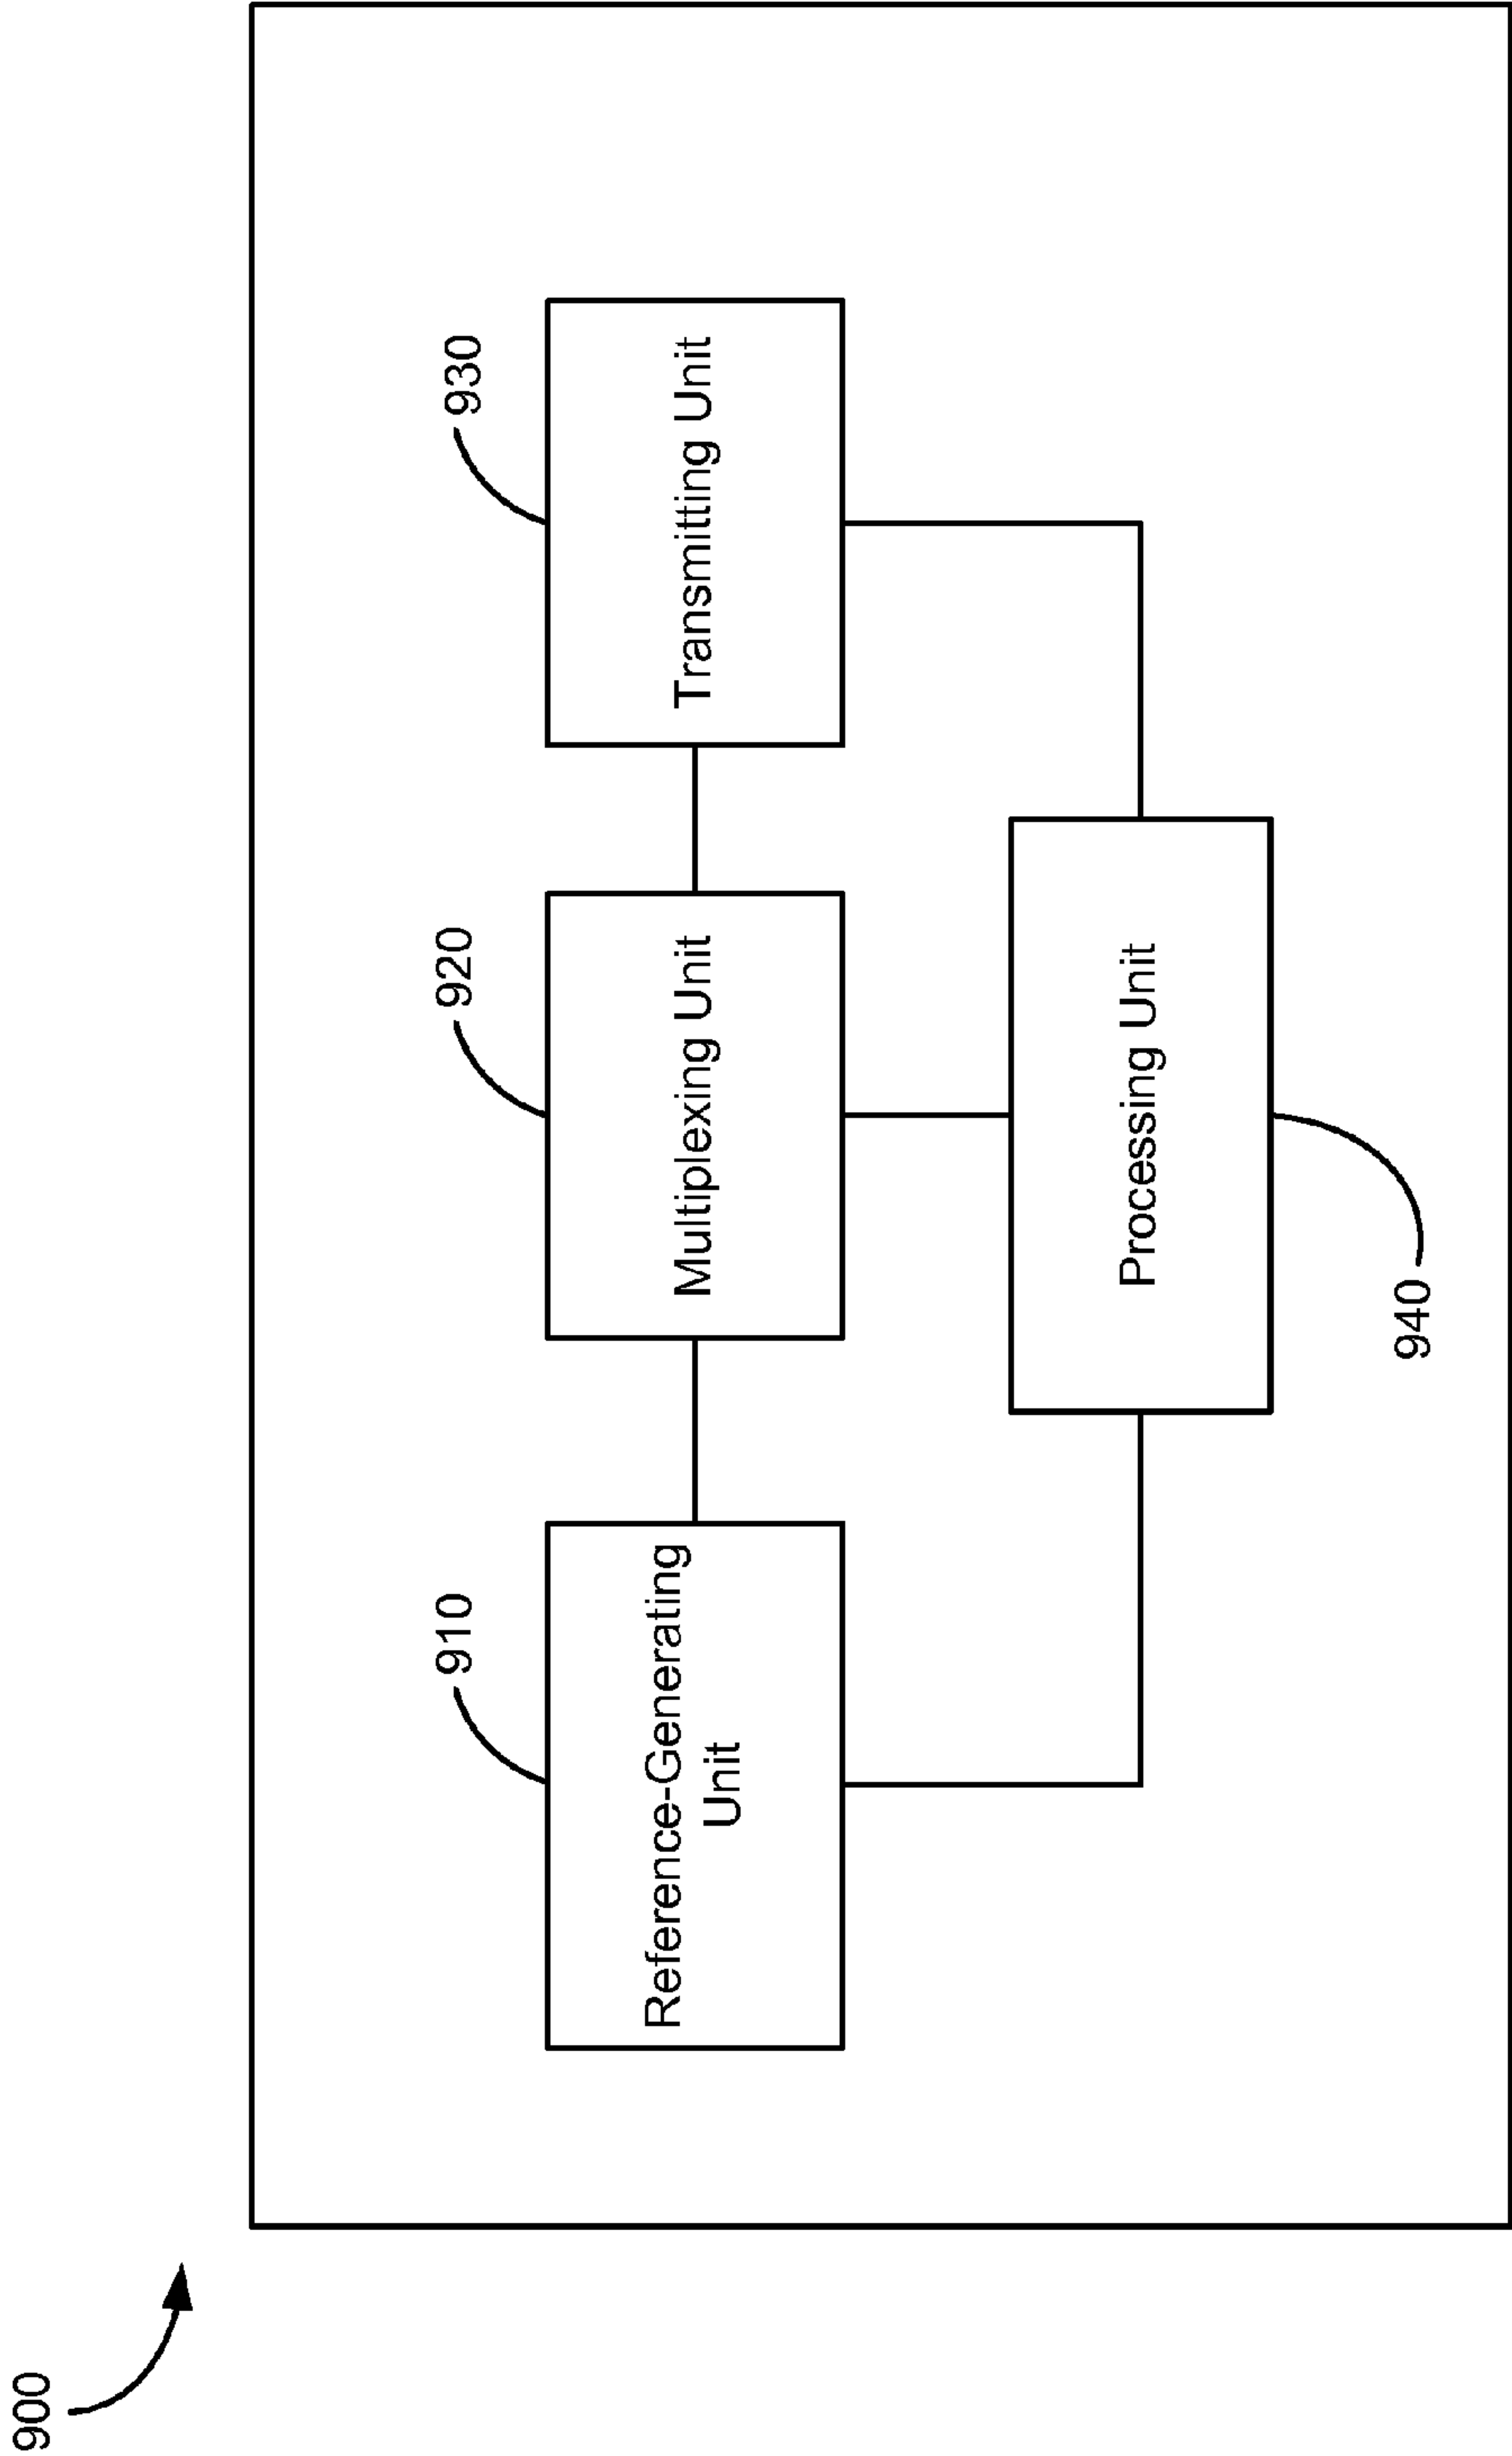 900
910
Reference-Generating
Unit
920
Multiplexing Unit
930
Transmitting Unit
Processing Unit
940